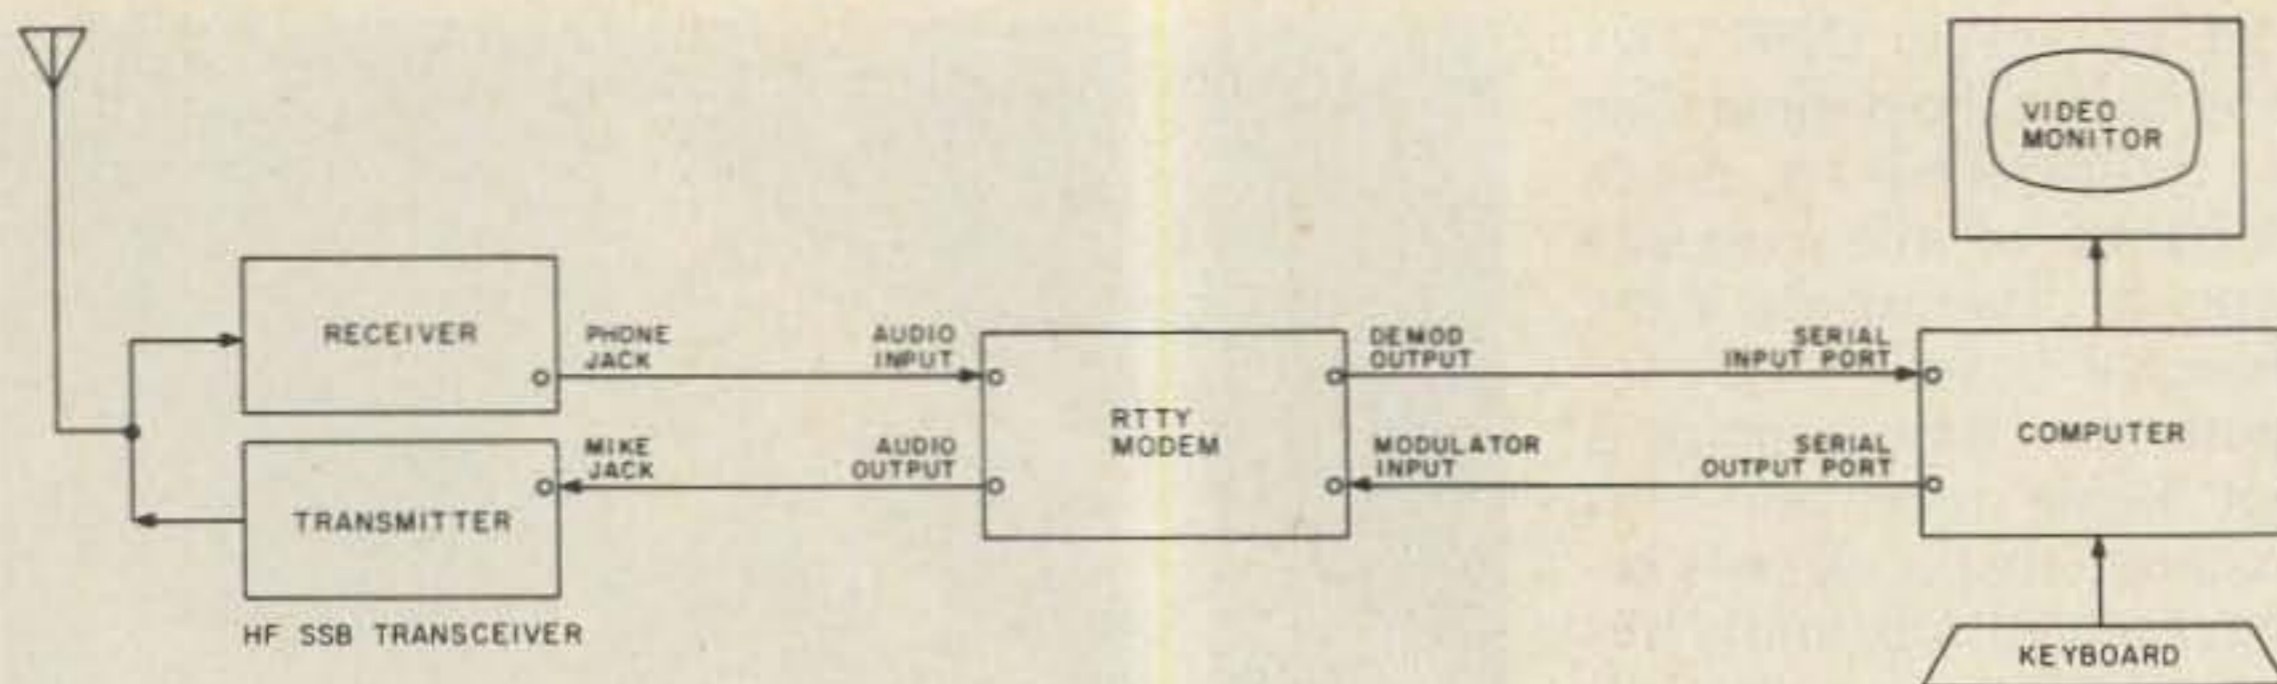 VIDEO
MONITOR
RECEIVER
PHONE
JACK
AUDIO
INPUT
DEMOD
OUTPUT
SERIAL
INPUT PORT
RTTY
MODEM
COMPUTER
MIKE
JACK
AUDIO
OUTPUT
MODULATOR
INPUT
SERIAL
OUTPUT PORT
TRANSMITTER
HF SSB TRANSCEIVER
KEYBOARD